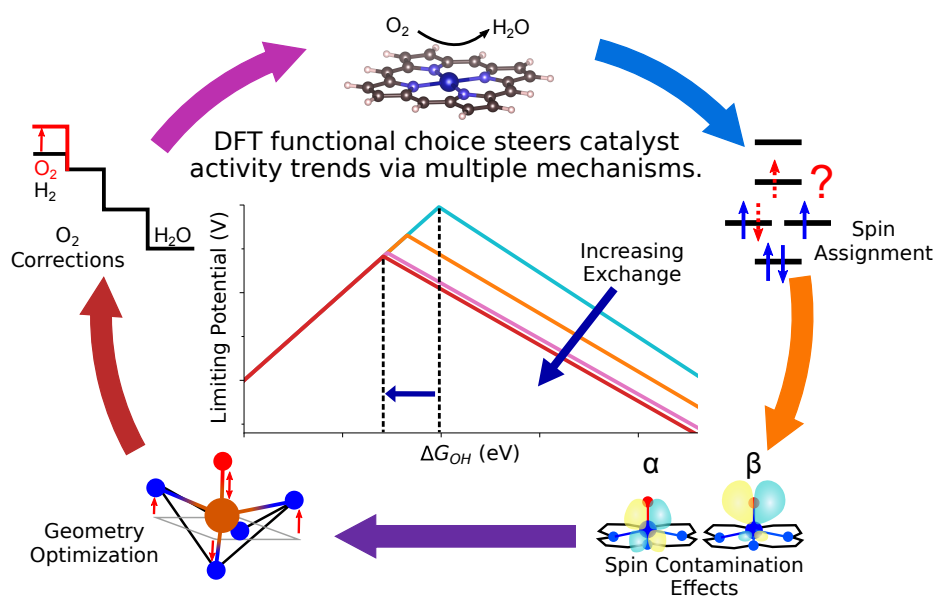 O₂
H₂O
DFT functional choice steers catalyst
activity trends via multiple mechanisms.
O₂
H₂
H₂O
O₂
Corrections
?
Spin
Assignment
Limiting Potential (V)
Increasing
Exchange
ΔG_OH (eV)
α
β
Geometry
Optimization
Spin Contamination
Effects